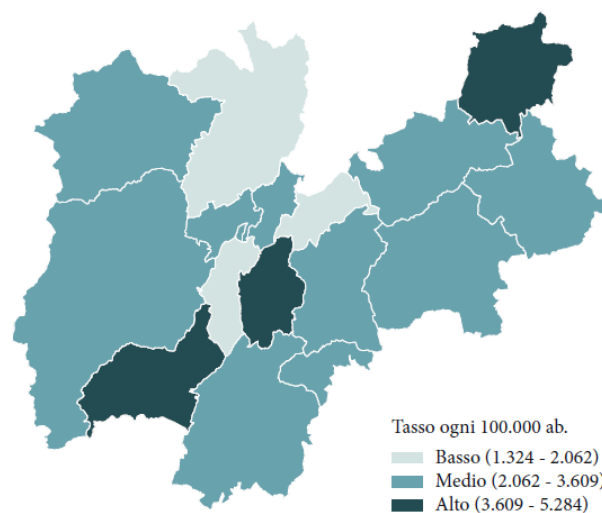 Tasso ogni 100.000 ab.
Basso (1.324 - 2.062)
Medio (2.062 - 3.609)
Alto (3.609 - 5.284)